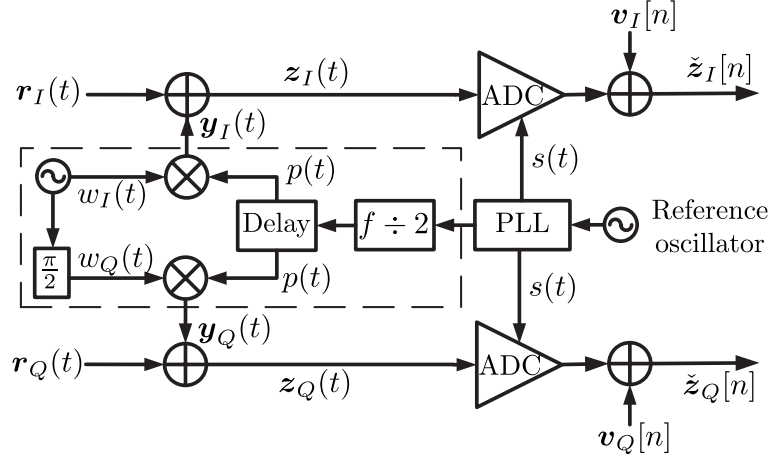 v_I[n]
r_I(t)
z_I(t)
ADC
ž_I[n]
y_I(t)
s(t)
w_I(t)
p(t)
Delay
f ÷ 2
PLL
Reference
oscillator
π/2
w_Q(t)
p(t)
s(t)
y_Q(t)
r_Q(t)
z_Q(t)
ADC
ž_Q[n]
v_Q[n]